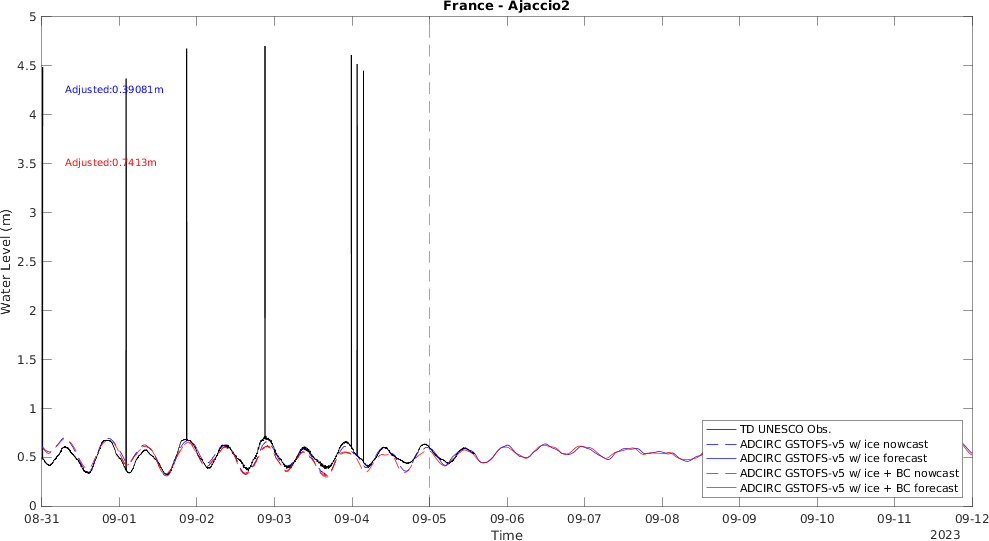 France - Ajaccio2
5
4.5
4
3.5
3
2.5
2
1.5
1
0.5
0
Water Level (m)
Adjusted:0.39081m
Adjusted:0.7413m
TD UNESCO Obs.
ADCIRC GSTOFS-v5 w/ ice nowcast
ADCIRC GSTOFS-v5 w/ ice forecast
ADCIRC GSTOFS-v5 w/ ice + BC nowcast
ADCIRC GSTOFS-v5 w/ ice + BC forecast
08-31 09-01 09-02 09-03 09-04 09-05 09-06 09-07 09-08 09-09 09-10 09-11 09-12
Time
2023